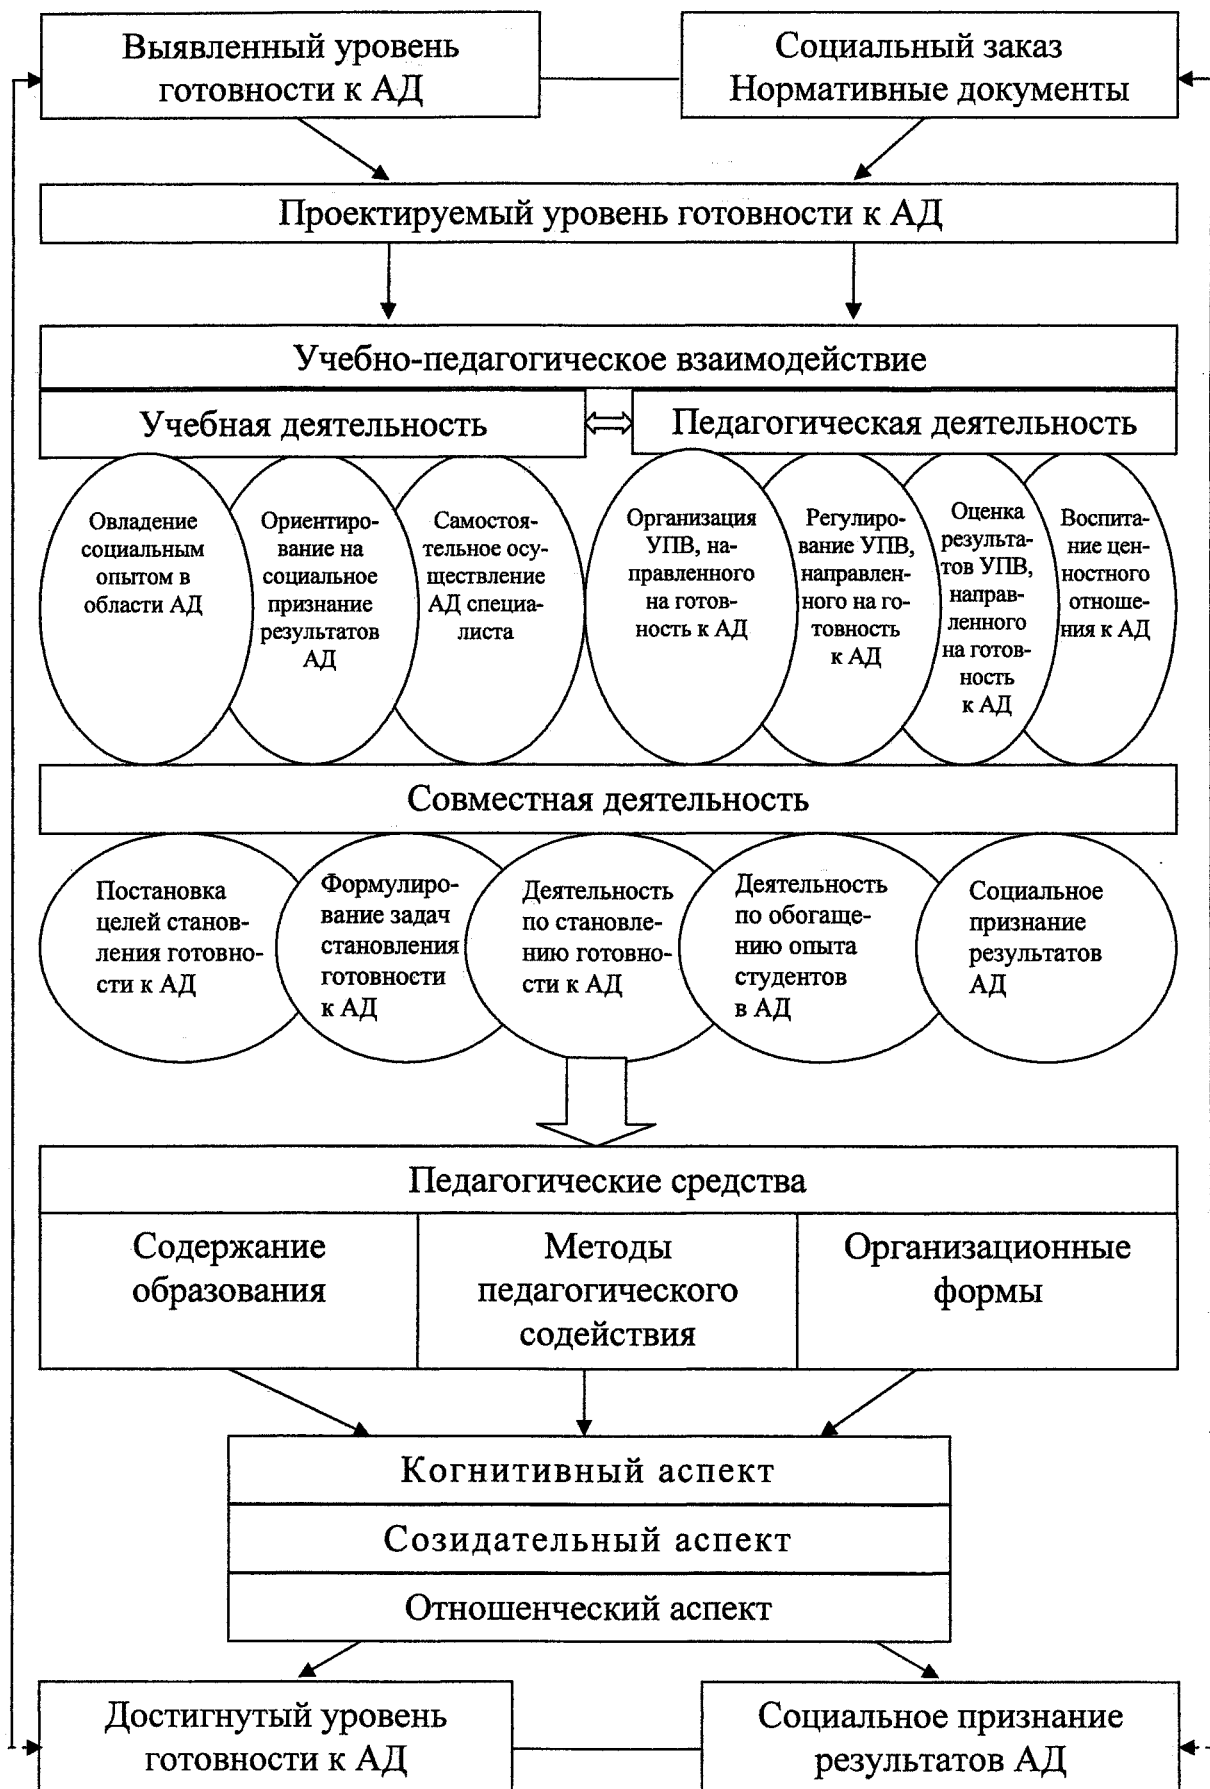 Выявленный уровень
готовности к АД
Социальный заказ
Нормативные документы
Проектируемый уровень готовности к АД
Учебно-педагогическое взаимодействие
Учебная деятельность
Педагогическая деятельность
Овладение
социальным
опытом в
области АД
Ориентиро-
вание на
социальное
признание
результатов
АД
Самостоя-
тельное осу-
ществление
АД специа-
листа
Организация
УПВ, на-
правленного
на готов-
ность к АД
Регулиро-
вание УПВ,
направлен-
ного на го-
товность
к АД
Оценка
результа-
тов УПВ,
направ-
ленного
на готов-
ность
к АД
Воспита-
ние цен-
ностного
отноше-
ния к АД
Совместная деятельность
Постановка
целей станов-
ления готовно-
сти к АД
Формулиро-
вание задач
становления
готовности
к АД
Деятельность
по становле-
нию готовно-
сти к АД
Деятельность
по обогаще-
нию опыта
студентов
в АД
Социальное
признание
результатов
АД
Педагогические средства
Содержание
образования
Методы
педагогического
содействия
Организационные
формы
Когнитивный аспект
Созидательный аспект
Отношенческий аспект
Достигнутый уровень
готовности к АД
Социальное признание
результатов АД